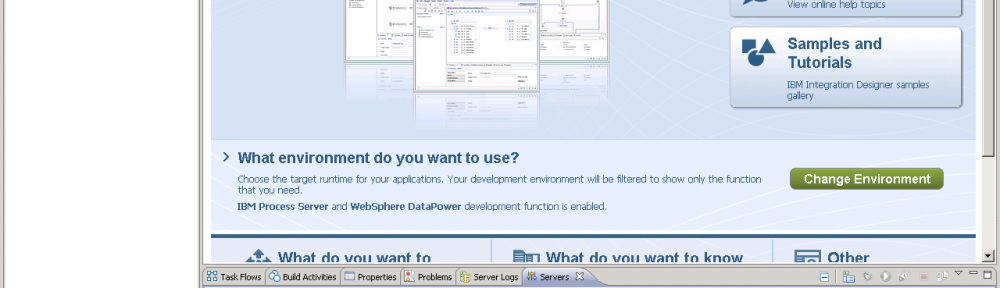 View online help topics
Samples and
Tutorials
IBM Integration Designer samples
gallery
What environment do you want to use?
Choose the target runtime for your applications. Your development environment will be filtered to show only the function
that you need.
IBM Process Server and WebSphere DataPower development function is enabled.
Change Environment
What do you want to
What do you want to know
Other
Task Flows Build Activities Properties Problems Server Logs Servers